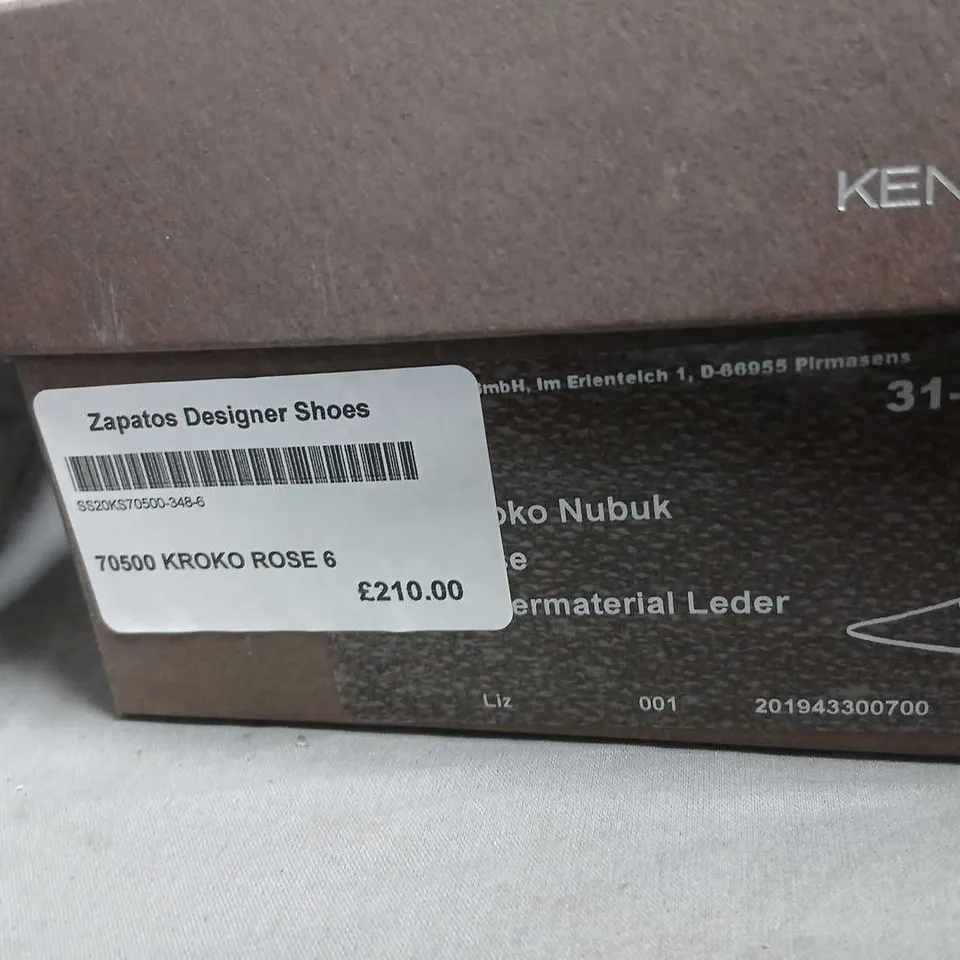 KEN
GmbH, Im Erlenteich 1, D-66955 Pirmasens
31-
Zapatos Designer Shoes
SS20KS70500-348-6
70500 KROKO ROSE 6
£210.00
oko Nubuk
se
ermaterial Leder
Liz 001 201943300700